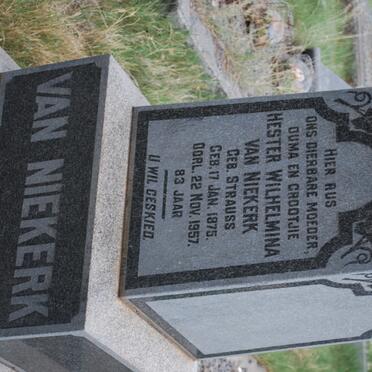 HIER RUS
ONS DIERBARE MOEDER,
OUMA EN GROOTJIE
HESTER WILHELMINA
VAN NIEKERK
GEB STRAUSS
GEB. 17 JAN. 1875.
OORL. 22 NOV. 1957.
83 JAAR
U WIL GESKIED.
VAN NIEKERK